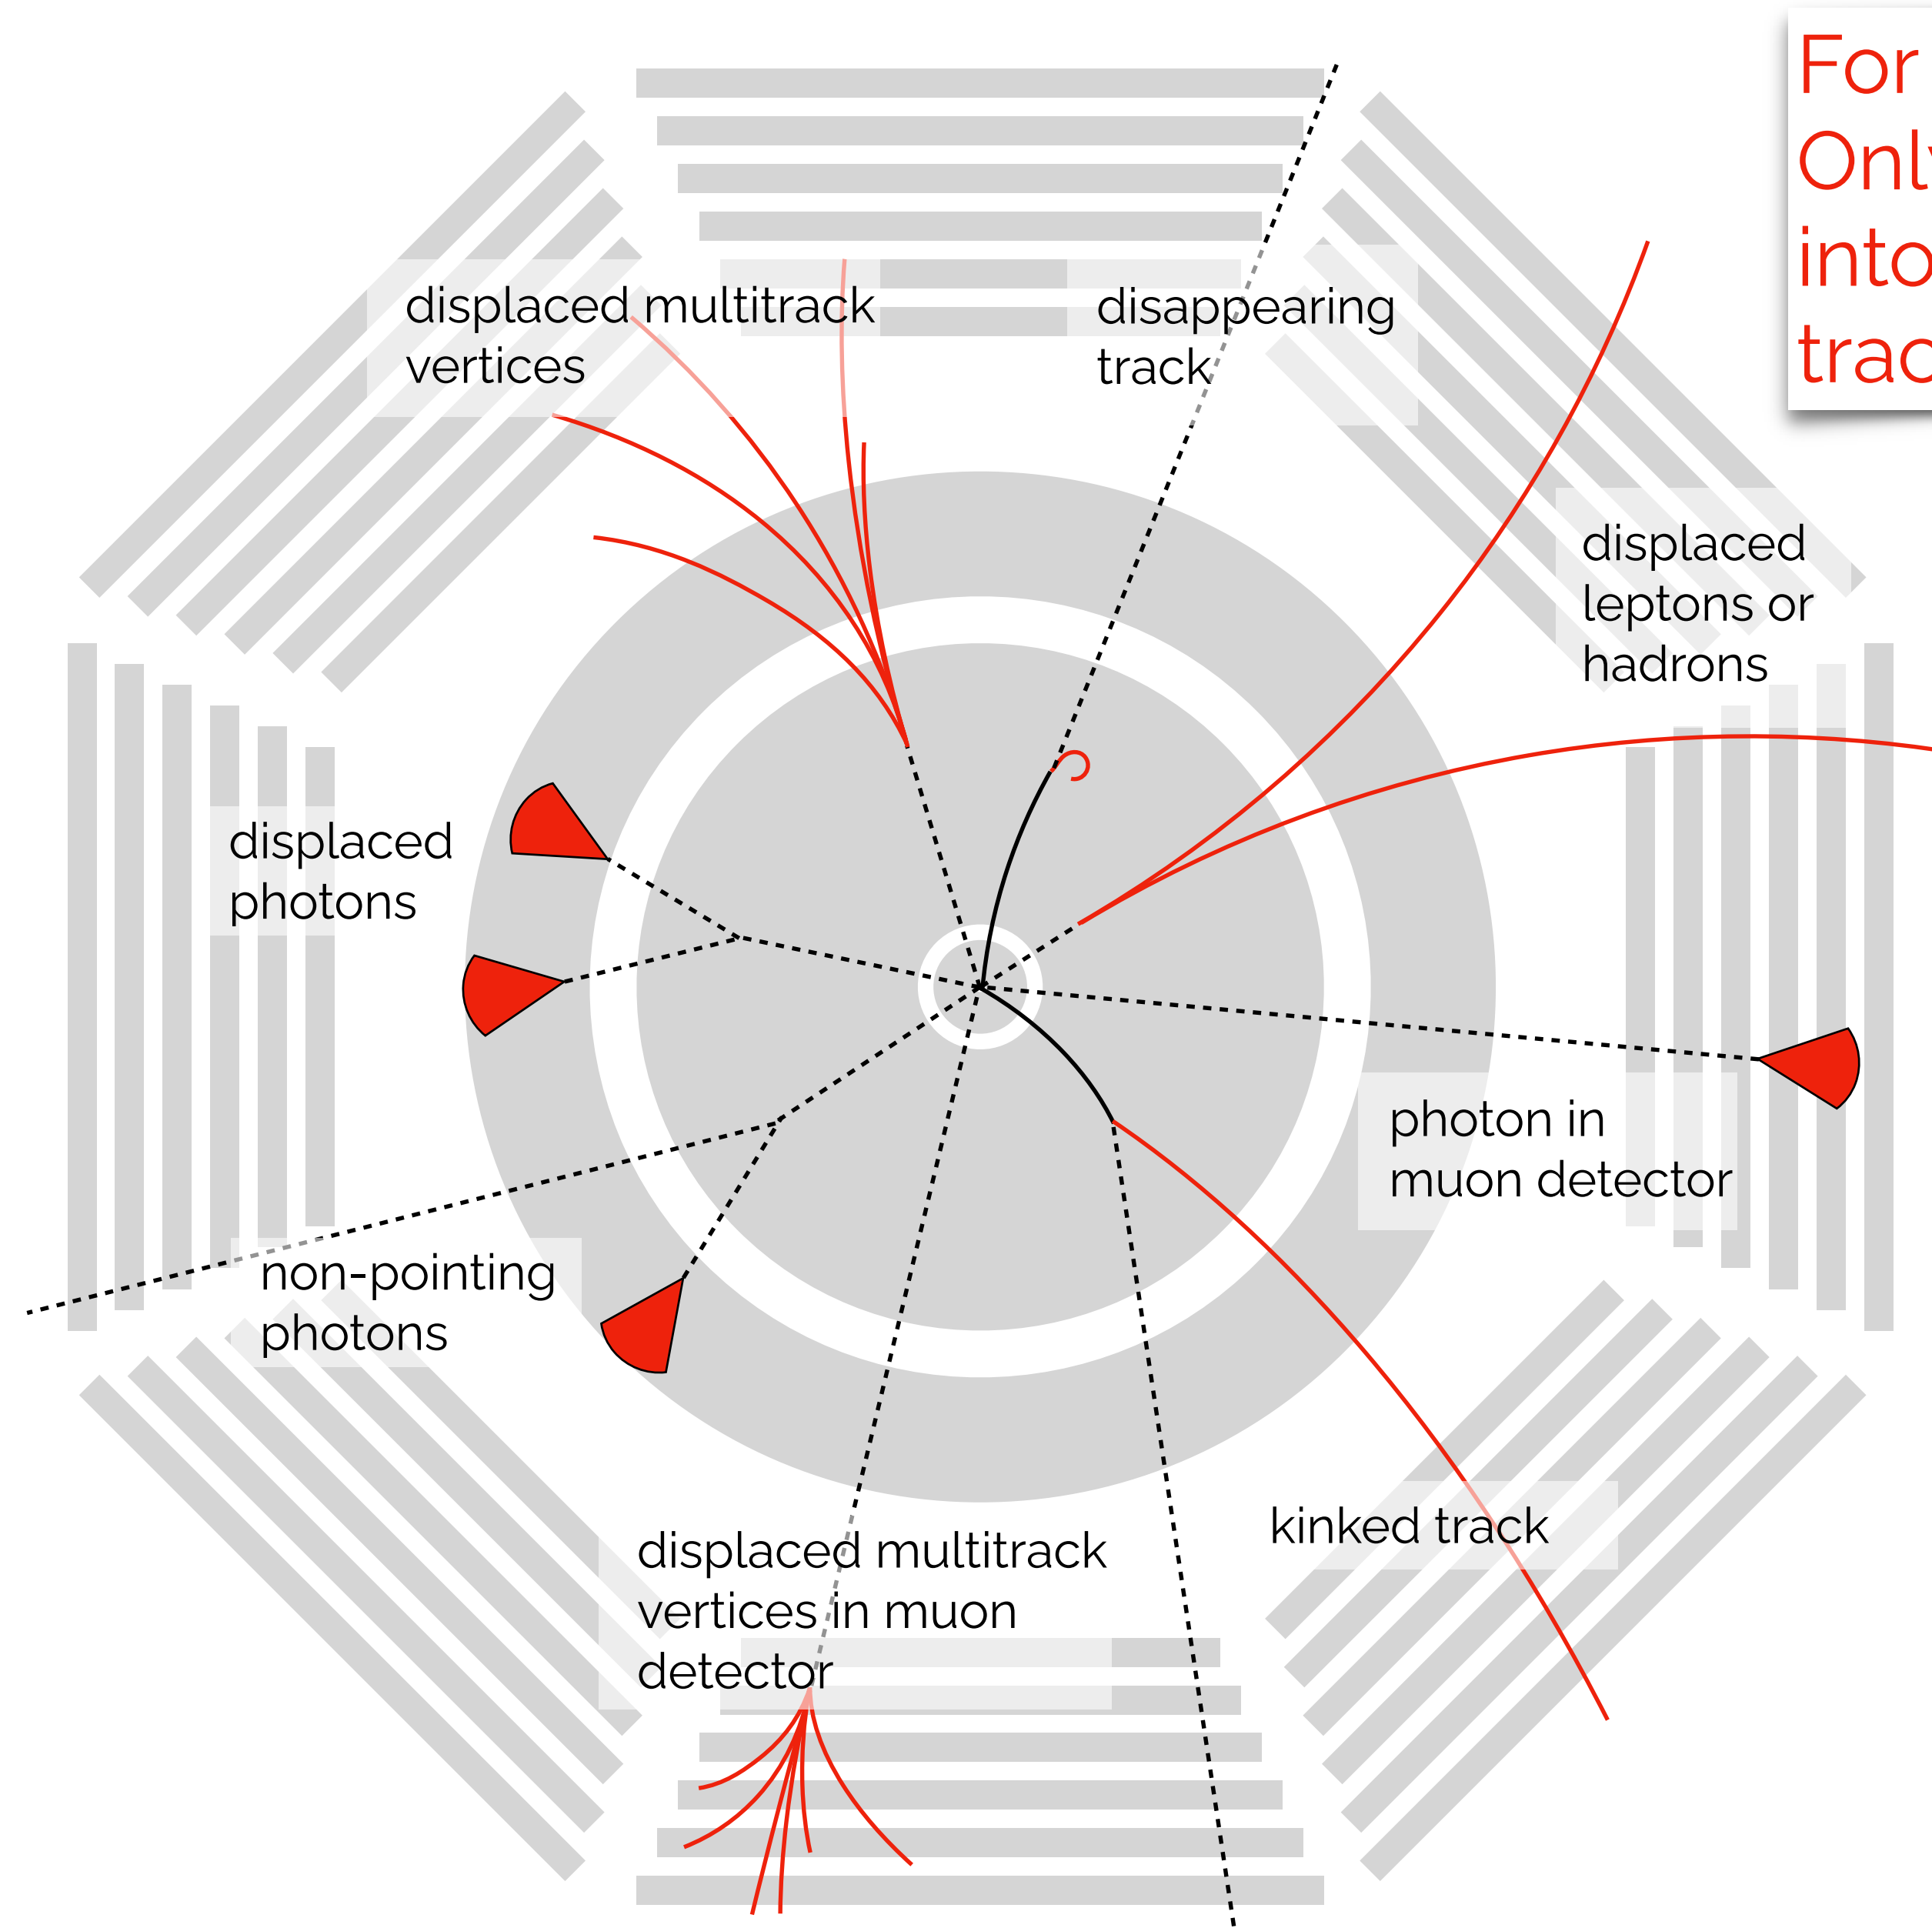 For
into
displaced multitrack
vertices
disappearing
track
displaced
leptons or
hadrons
displaced
photons
photon in
muon detector
non-pointing
photons
displaced multitrack
vertices in muon
detector
kinked track